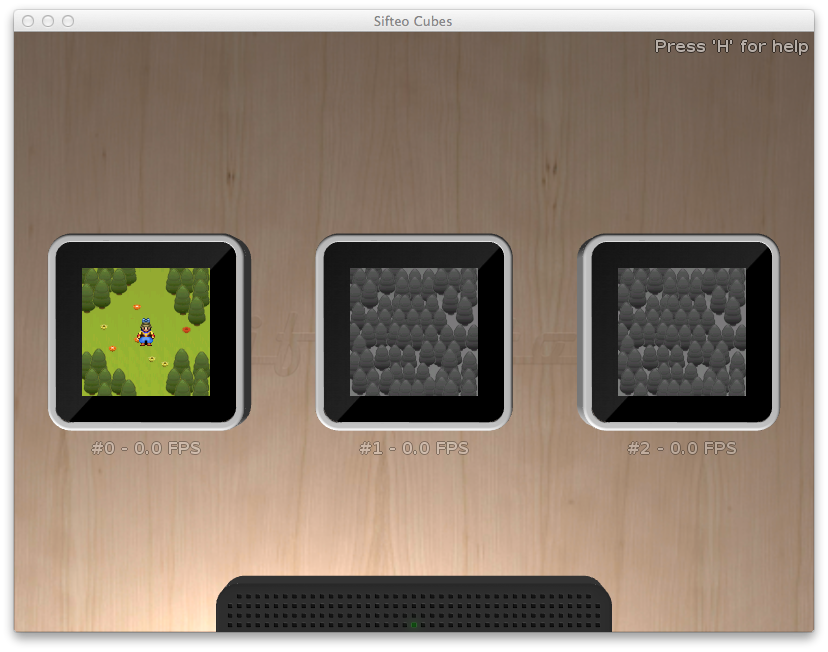 Sifteo Cubes
Press 'H' for help
#0 - 0.0 FPS
#1 - 0.0 FPS
#2 - 0.0 FPS